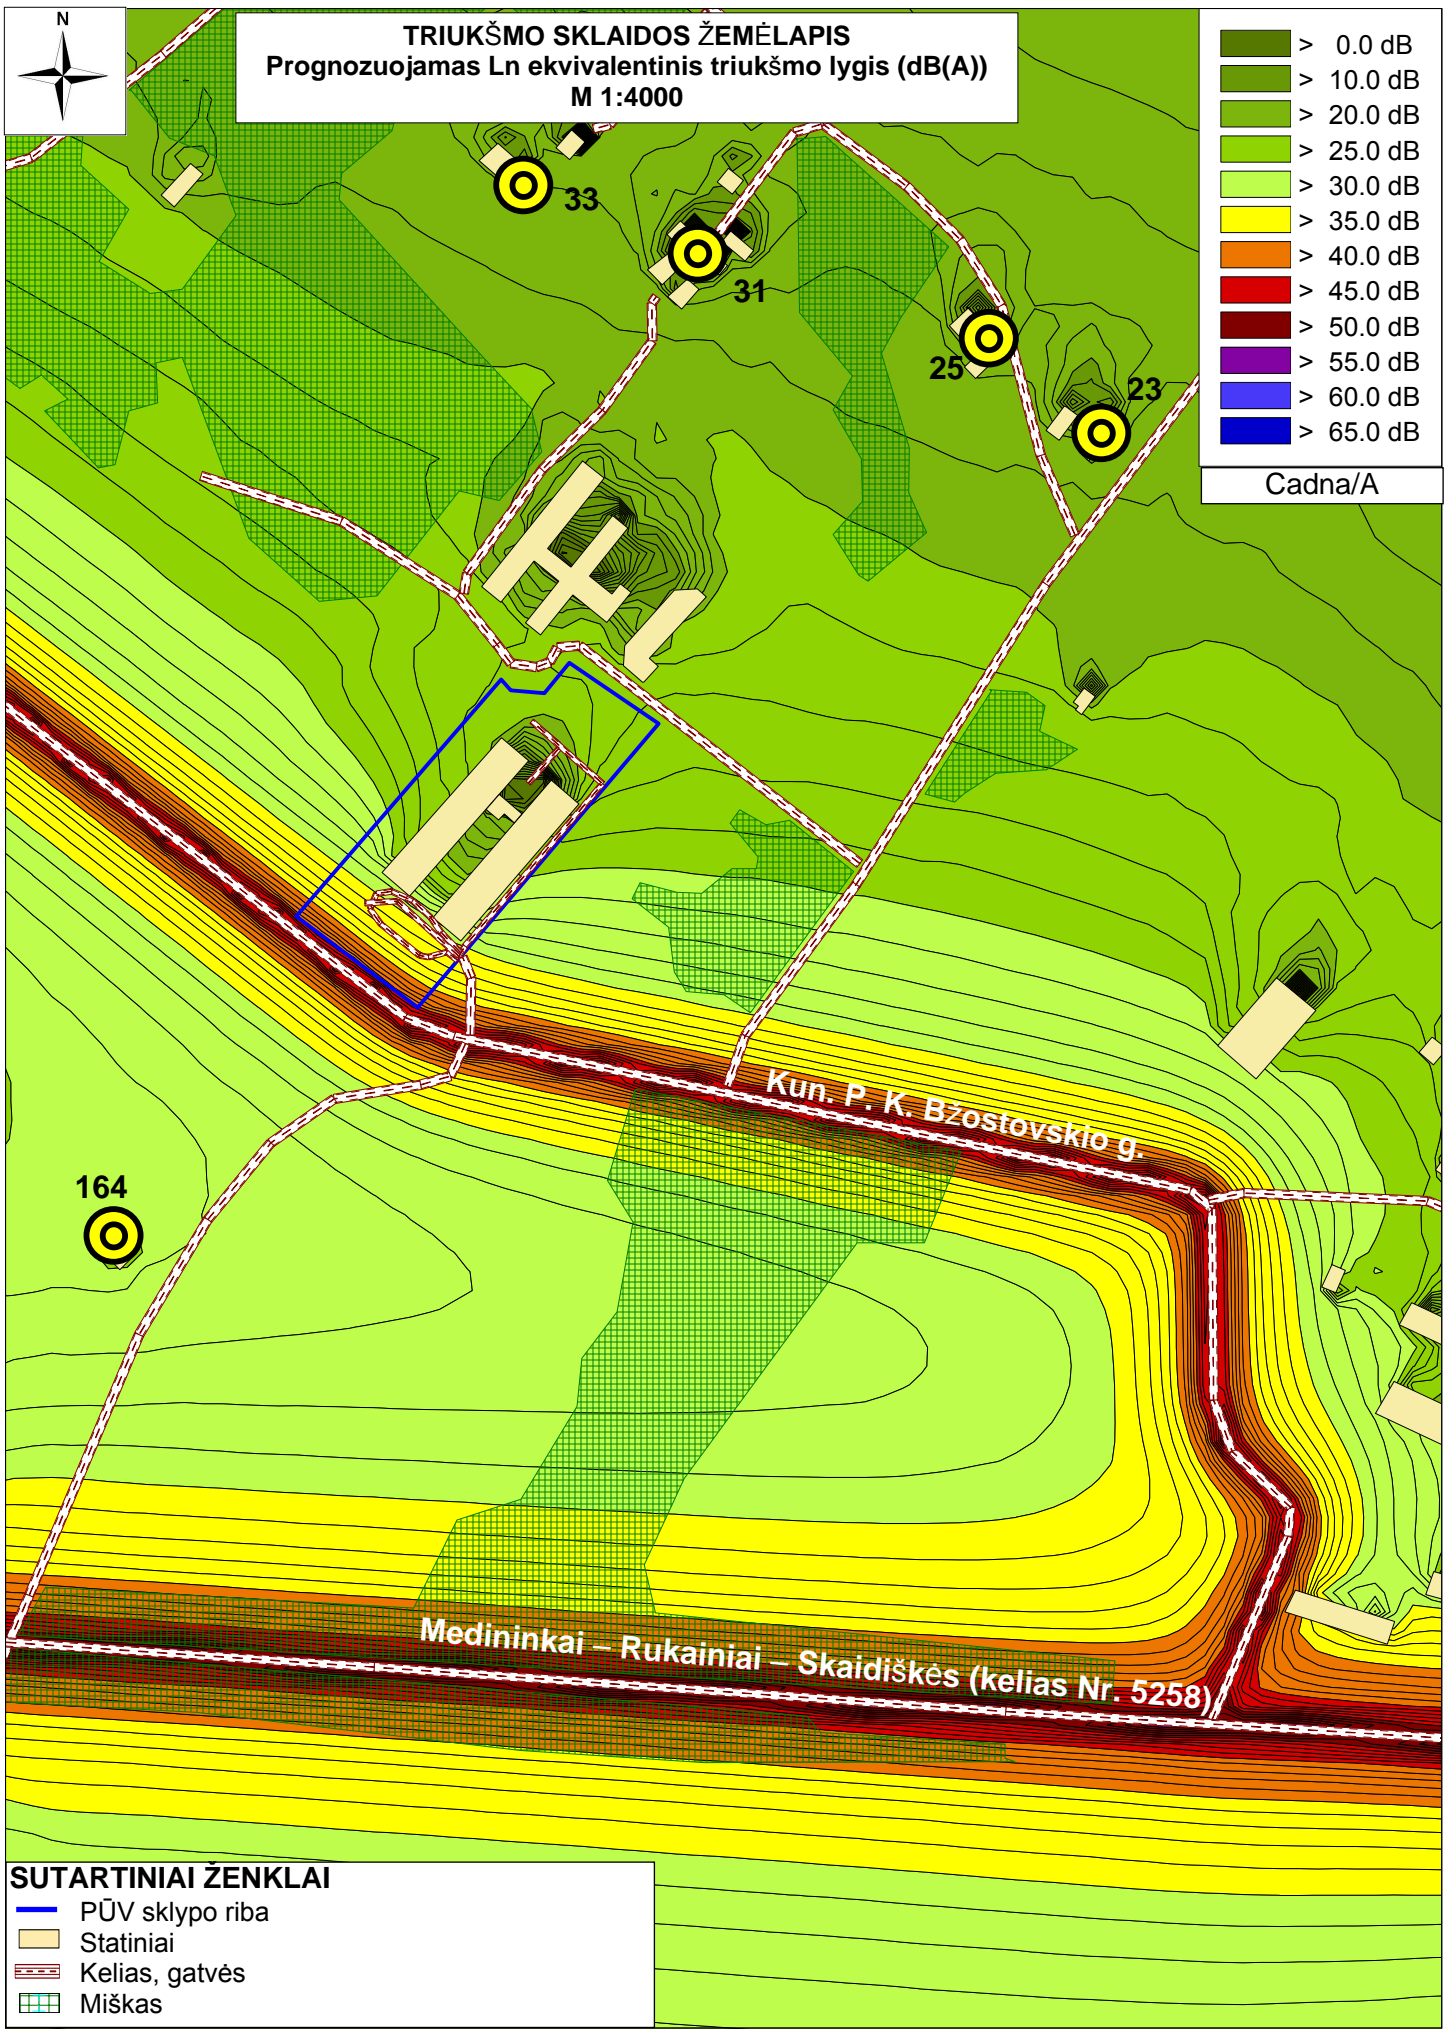 N
TRIUKŠMO SKLAIDOS ŽEMĖLAPIS
Prognozuojamas Ln ekvivalentinis triukšmo lygis (dB(A))
M 1:4000
> 0.0 dB
> 10.0 dB
> 20.0 dB
> 25.0 dB
> 30.0 dB
> 35.0 dB
> 40.0 dB
> 45.0 dB
> 50.0 dB
> 55.0 dB
> 60.0 dB
> 65.0 dB
Cadna/A
33
31
25
23
Kun. P. K. Bžostovskio g.
164
Medininkai – Rukainiai – Skaidiškės (kelias Nr. 5258)
SUTARTINIAI ŽENKLAI
PŪV sklypo riba
Statiniai
Kelias, gatvės
Miškas